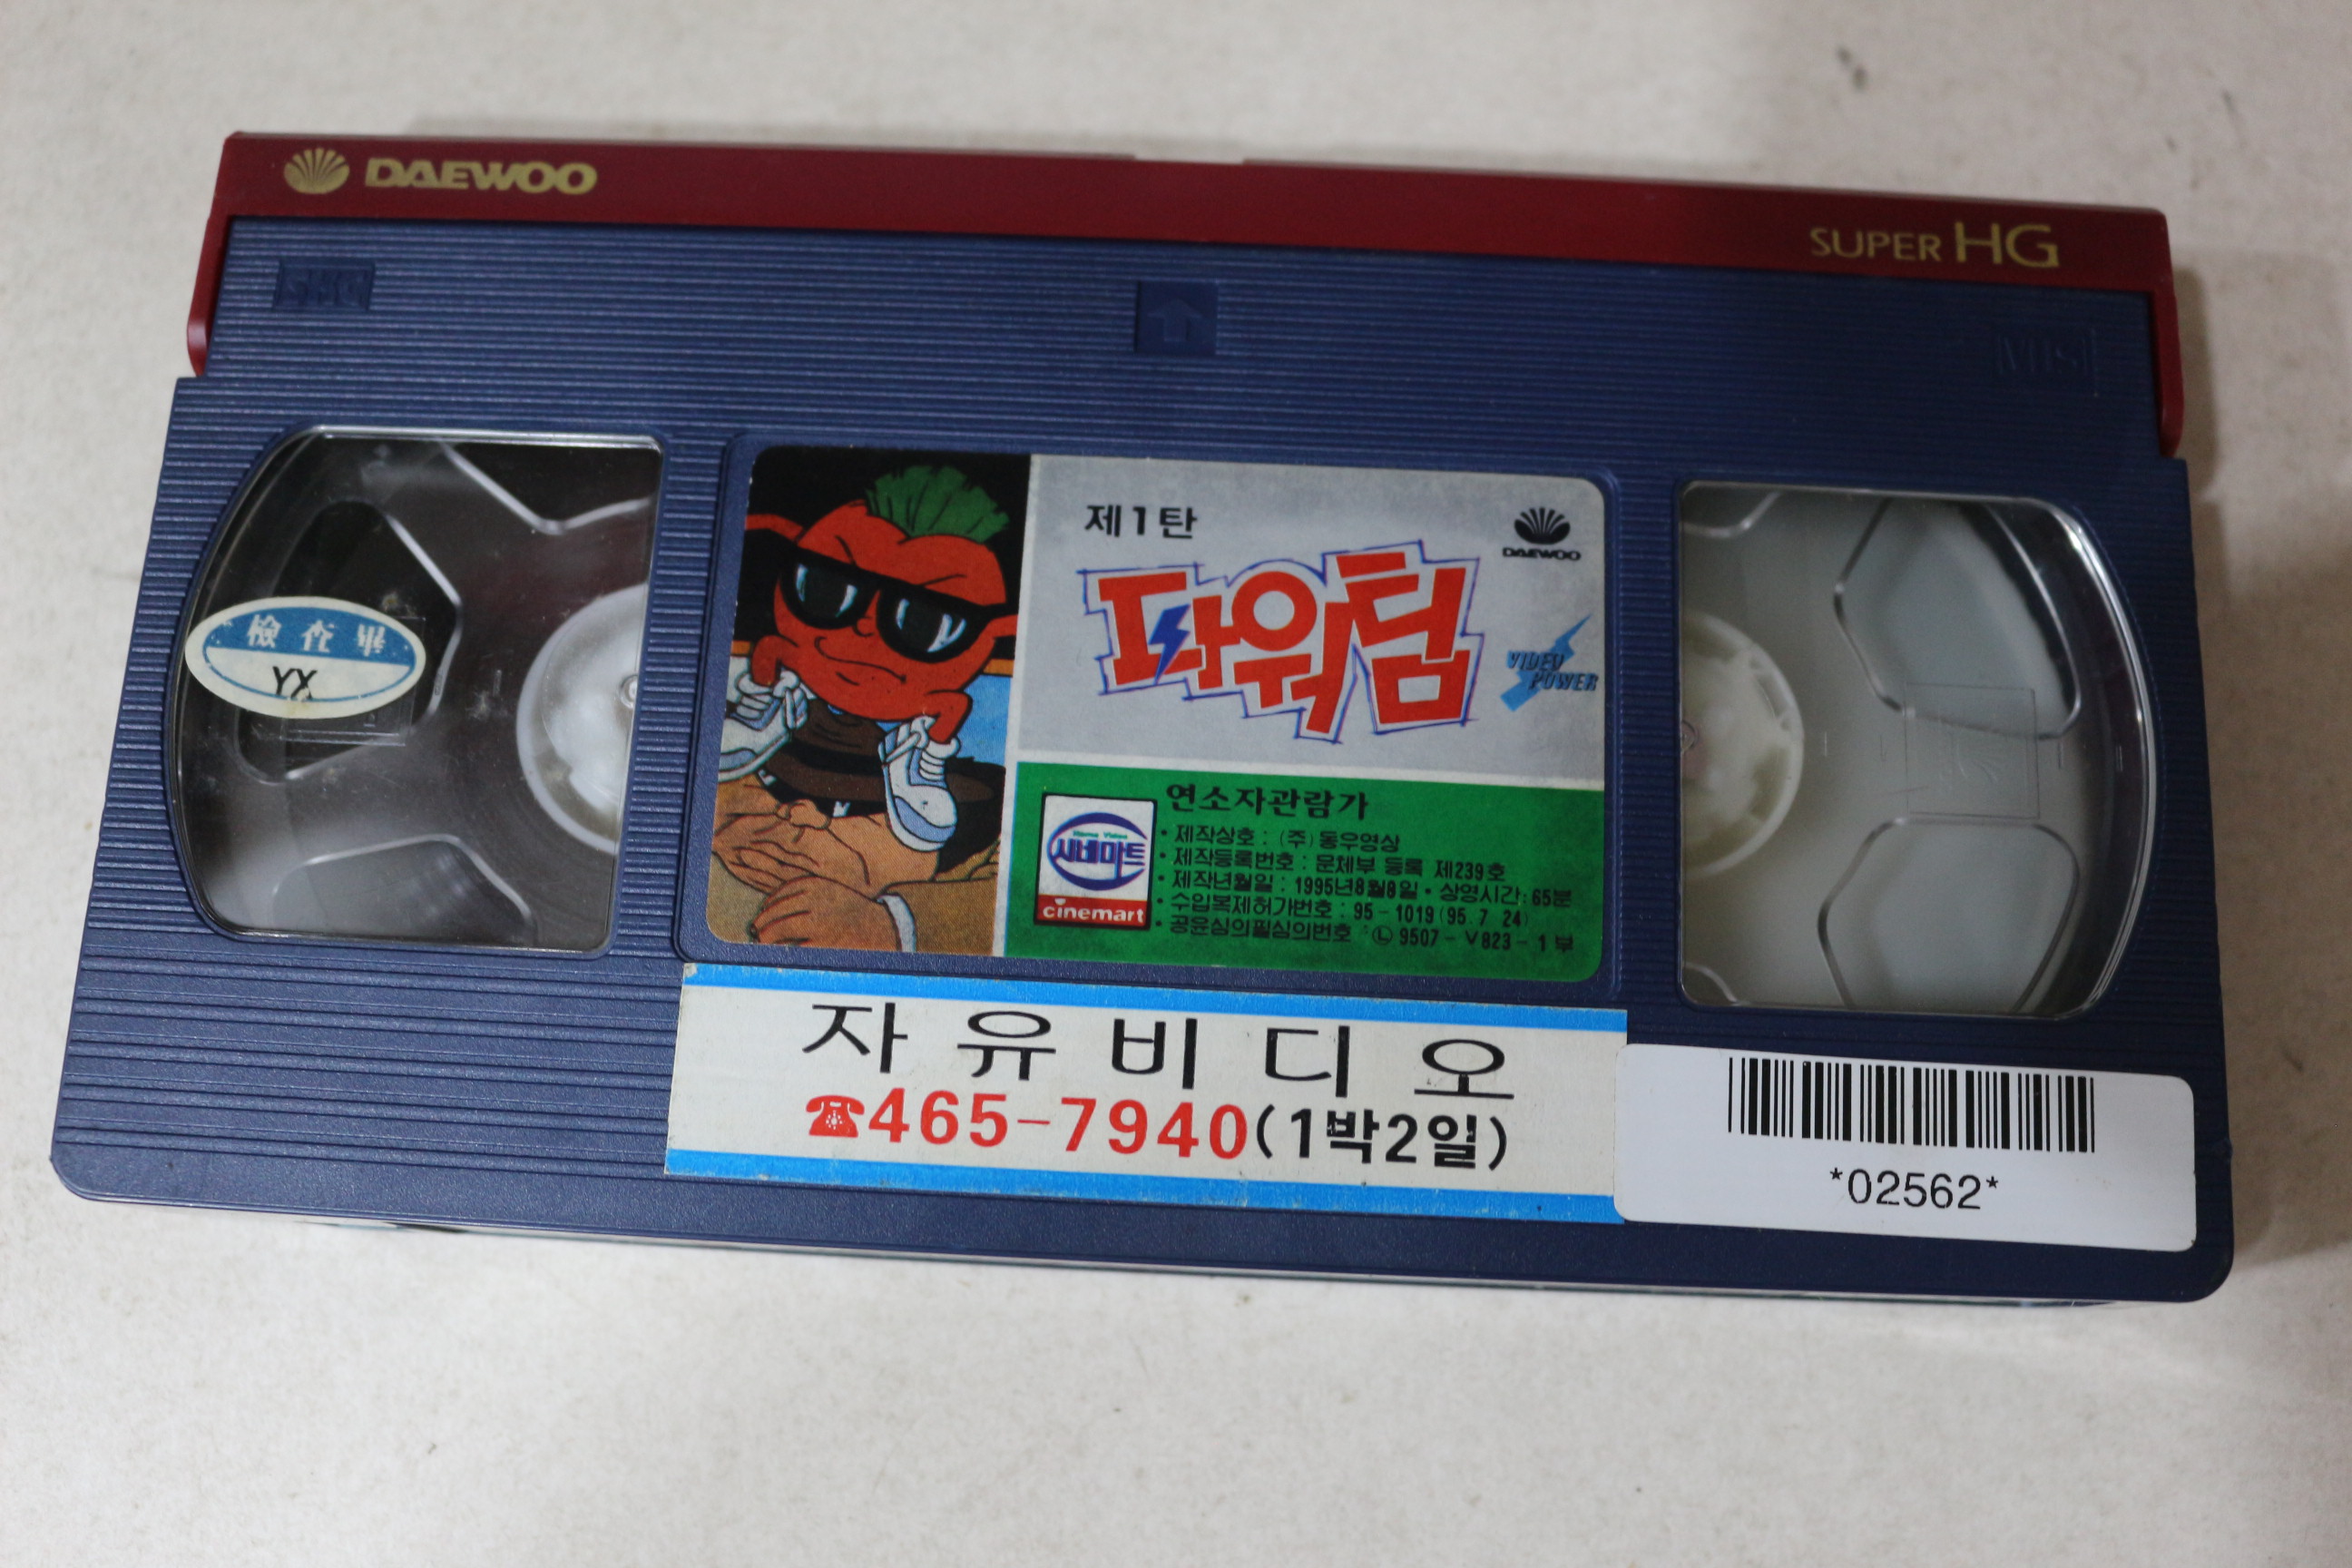 DAEWOO
SUPER HG
VHS
VHS
檢査畢
YX
제1탄
DAEWOO
파워텀
VIDEO
POWER
연소자관람가
Home Video
시네마트
cinemart
• 제작상호 : (주)동우영상
• 제작등록번호 : 문체부 등록 제239호
• 제작년월일 : 1995년8월8일 • 상영시간: 65분
• 수입복제허가번호 : 95-1019(95. 7. 24)
• 공윤심의필심의번호 : Ⓛ 9507-V823-1부
자유비디오
☎465-7940(1박2일)
*02562*